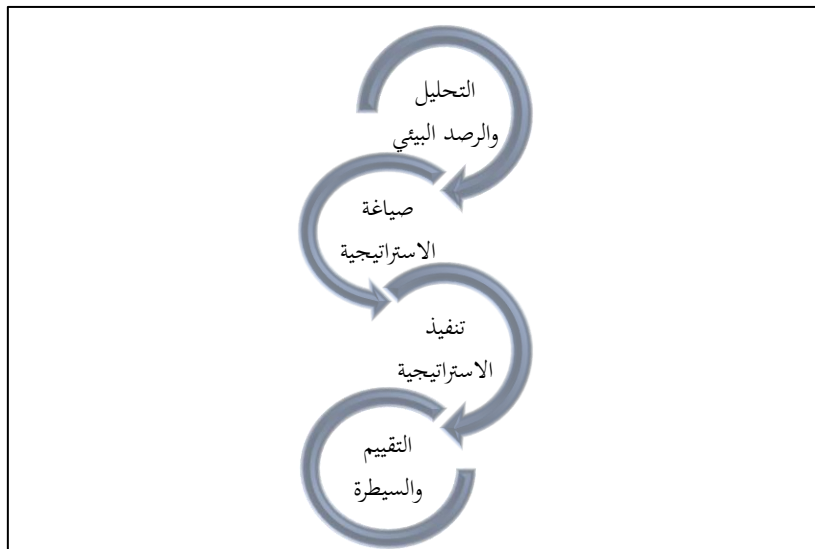 التحليل
والرصد البيئي
صياغة
الاستراتيجية
تنفيذ
الاستراتيجية
التقييم
والسيطرة